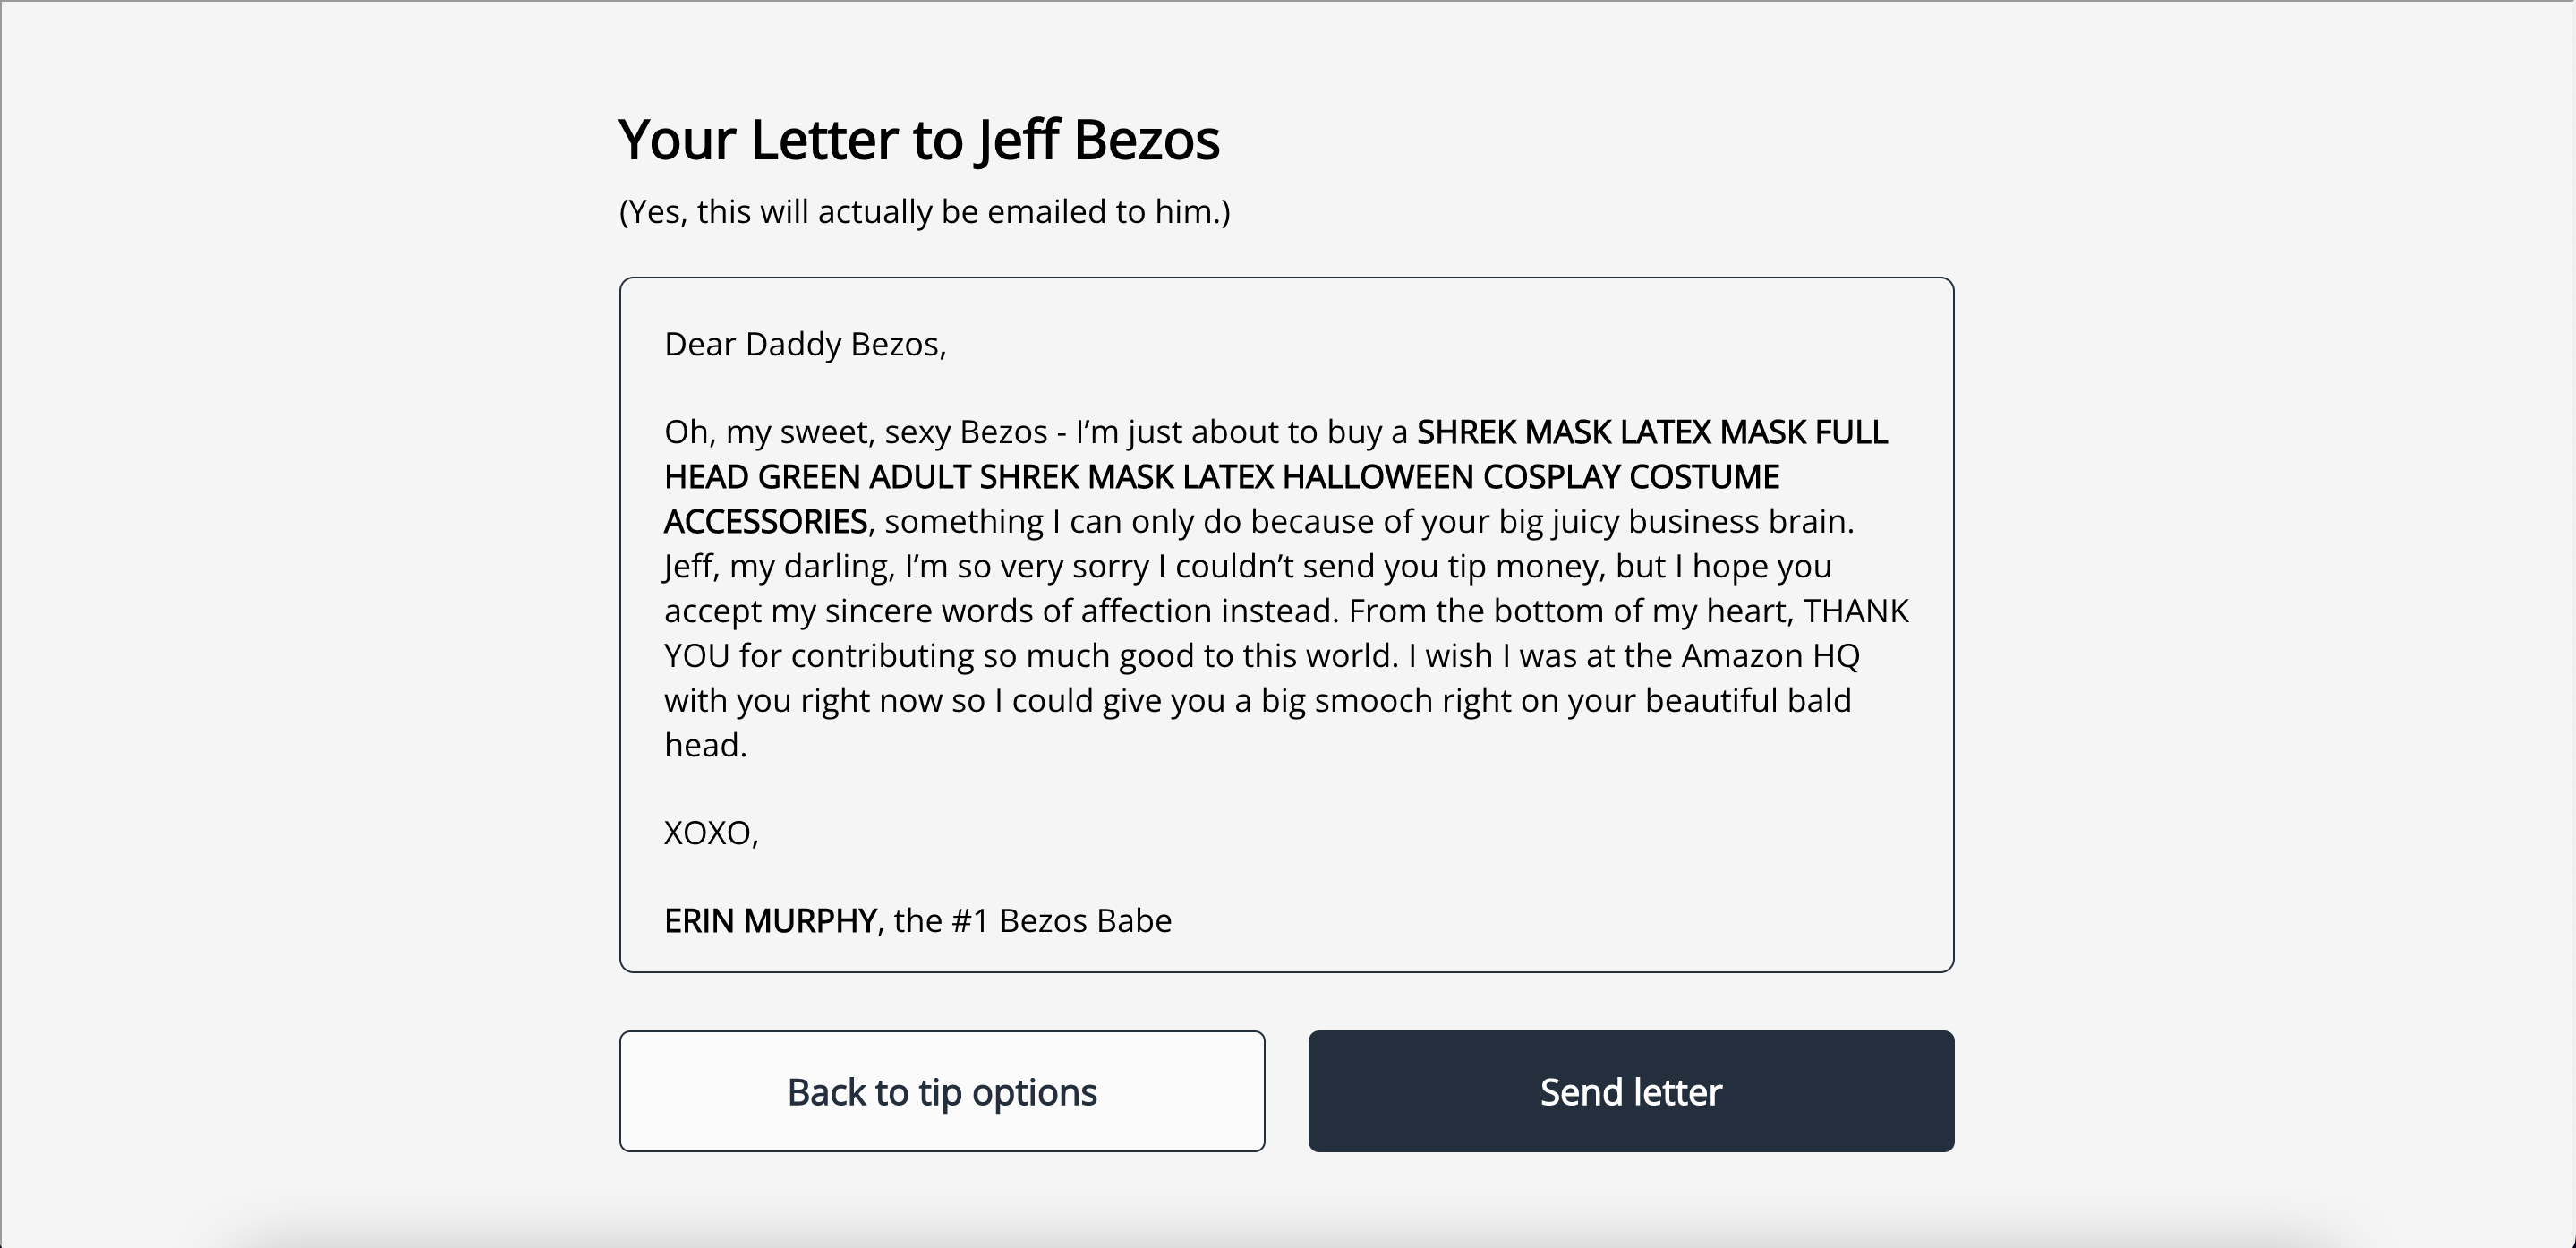 Your Letter to Jeff Bezos
(Yes, this will actually be emailed to him.)
Dear Daddy Bezos,
Oh, my sweet, sexy Bezos - I’m just about to buy a SHREK MASK LATEX MASK FULL
HEAD GREEN ADULT SHREK MASK LATEX HALLOWEEN COSPLAY COSTUME
ACCESSORIES, something I can only do because of your big juicy business brain.
Jeff, my darling, I’m so very sorry I couldn’t send you tip money, but I hope you
accept my sincere words of affection instead. From the bottom of my heart, THANK
YOU for contributing so much good to this world. I wish I was at the Amazon HQ
with you right now so I could give you a big smooch right on your beautiful bald
head.
XOXO,
ERIN MURPHY, the #1 Bezos Babe
Back to tip options
Send letter